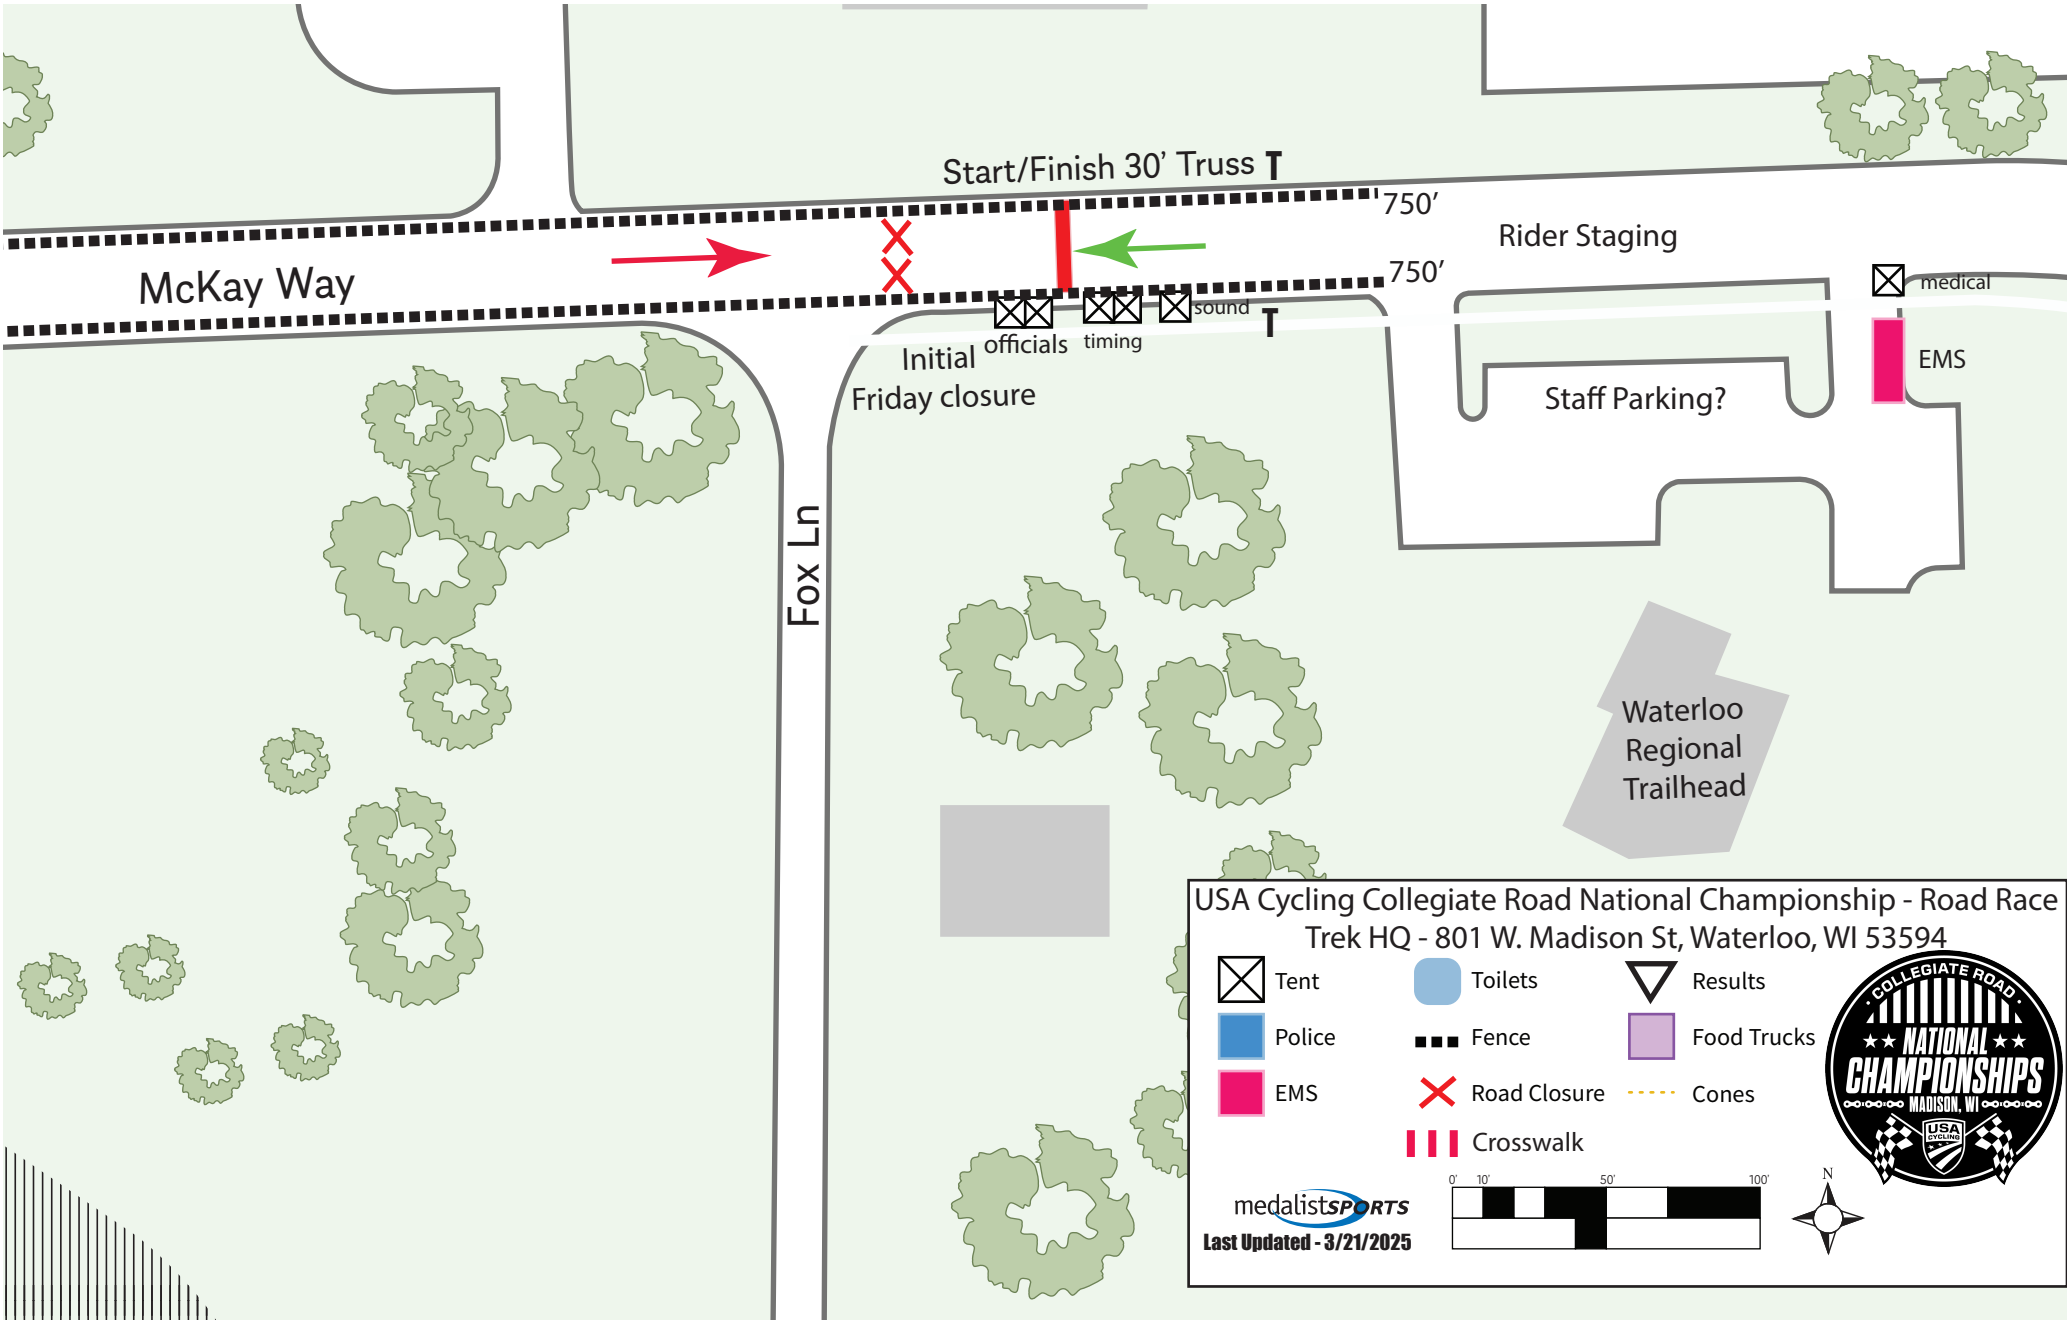 Start/Finish 30’ Truss T
750’
Rider Staging
750’
McKay Way
medical
sound
T
officials
timing
Initial
Friday closure
EMS
Staff Parking?
Fox Ln
Waterloo
Regional
Trailhead
USA Cycling Collegiate Road National Championship - Road Race
Trek HQ - 801 W. Madison St, Waterloo, WI 53594
Tent
Toilets
Results
Police
Fence
Food Trucks
EMS
Road Closure
Cones
Crosswalk
COLLEGIATE ROAD
NATIONAL
CHAMPIONSHIPS
MADISON, WI
USA
CYCLING
0’ 10’ 50’ 100’
N
medalistSPORTS
Last Updated - 3/21/2025